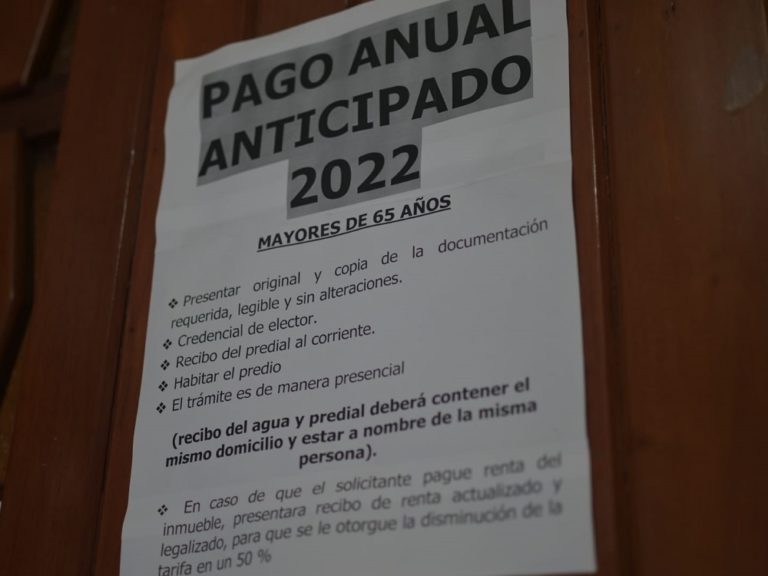 PAGO ANUAL
ANTICIPADO
2022
MAYORES DE 65 AÑOS
❖ Presentar original y copia de la documentación
requerida, legible y sin alteraciones.
❖ Credencial de elector.
❖ Recibo del predial al corriente.
❖ Habitar el predio
❖ El trámite es de manera presencial
(recibo del agua y predial deberá contener el
mismo domicilio y estar a nombre de la misma
persona).
❖ En caso de que el solicitante pague renta del
inmueble, presentara recibo de renta actualizado y
legalizado, para que se le otorgue la disminución de la
tarifa en un 50 %